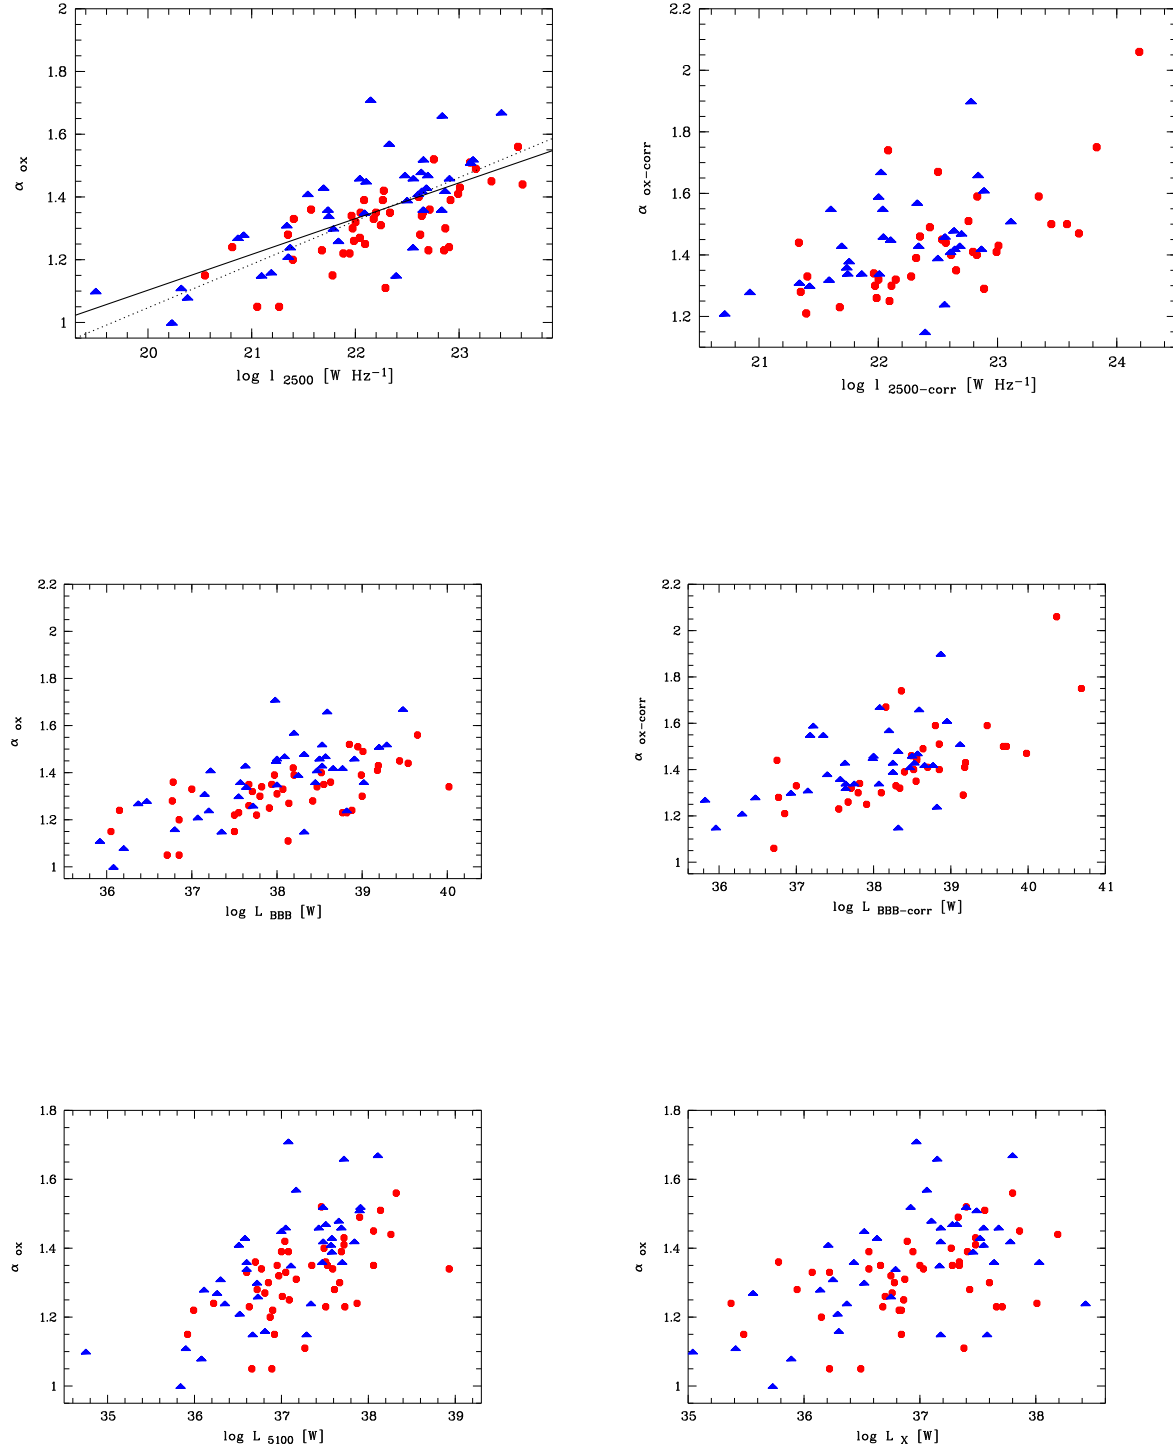 2
1.8
1.6
1.4
1.2
1
α ox
20 21 22 23
log l 2500 [W Hz−1]
2.2
2
1.8
1.6
1.4
1.2
α ox−corr
21 22 23 24
log l 2500−corr [W Hz−1]
2.2
2
1.8
1.6
1.4
1.2
1
α ox
36 37 38 39 40
log L BBB [W]
2.2
2
1.8
1.6
1.4
1.2
1
α ox−corr
36 37 38 39 40 41
log L BBB−corr [W]
1.8
1.6
1.4
1.2
1
α ox
35 36 37 38 39
log L 5100 [W]
1.8
1.6
1.4
1.2
1
α ox
35 36 37 38
log L X [W]